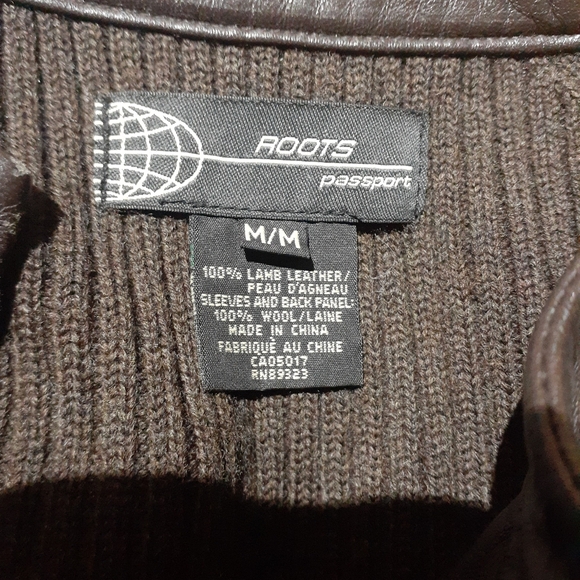 ROOTS
passport
M/M
100% LAMB LEATHER/
PEAU D'AGNEAU
SLEEVES AND BACK PANEL:
100% WOOL/LAINE
MADE IN CHINA
FABRIQUÈ AU CHINE
CA05017
RN89323